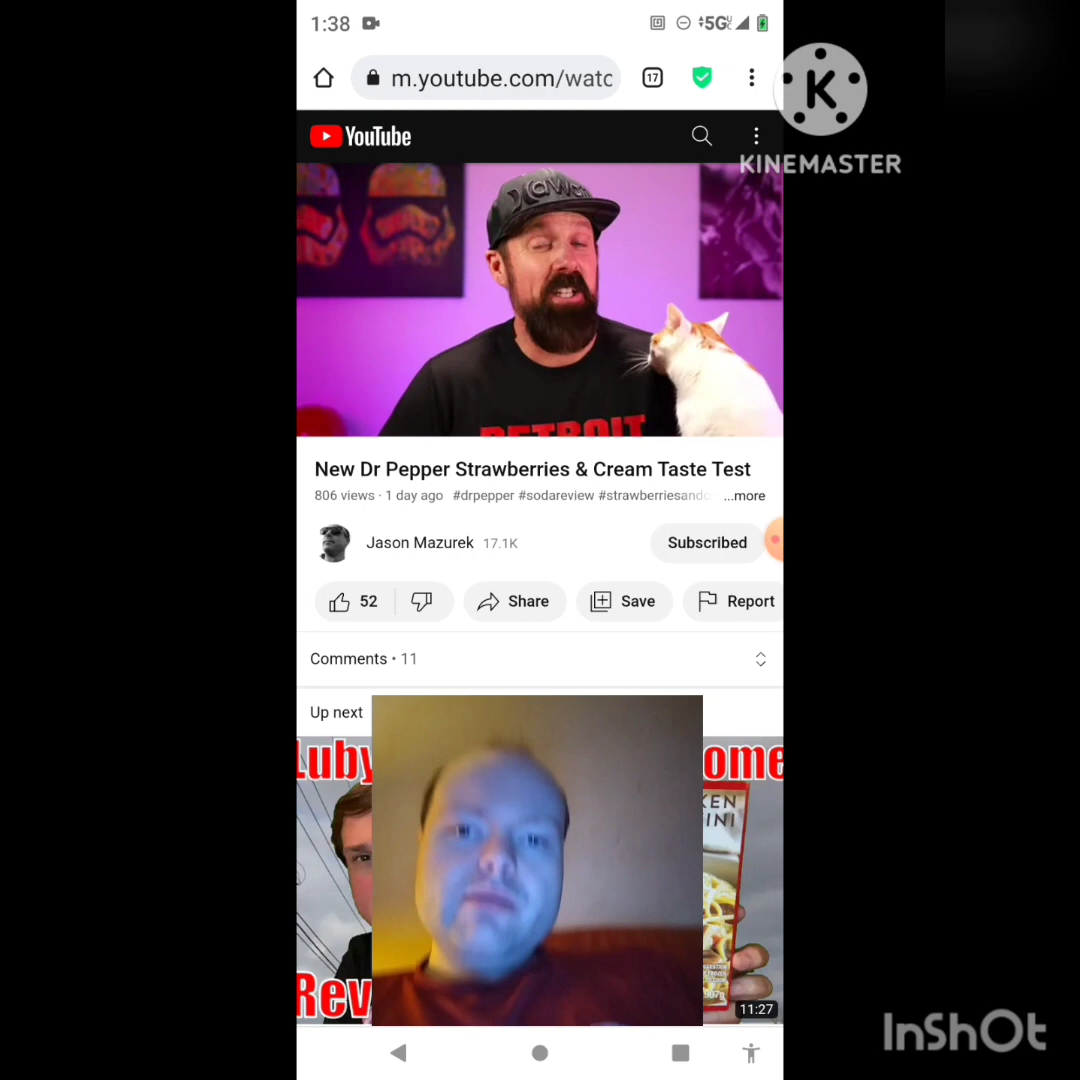 1:38
5G
m.youtube.com/watc
17
K
KINEMASTER
YouTube
DETROIT
New Dr Pepper Strawberries & Cream Taste Test
806 views · 1 day ago #drpepper #sodareview #strawberriesand ...more
Jason Mazurek 17.1K
Subscribed
52
Share
Save
Report
Comments • 11
Up next
Luby
ome
KEN
INI
Rev
907g
11:27
InShOt